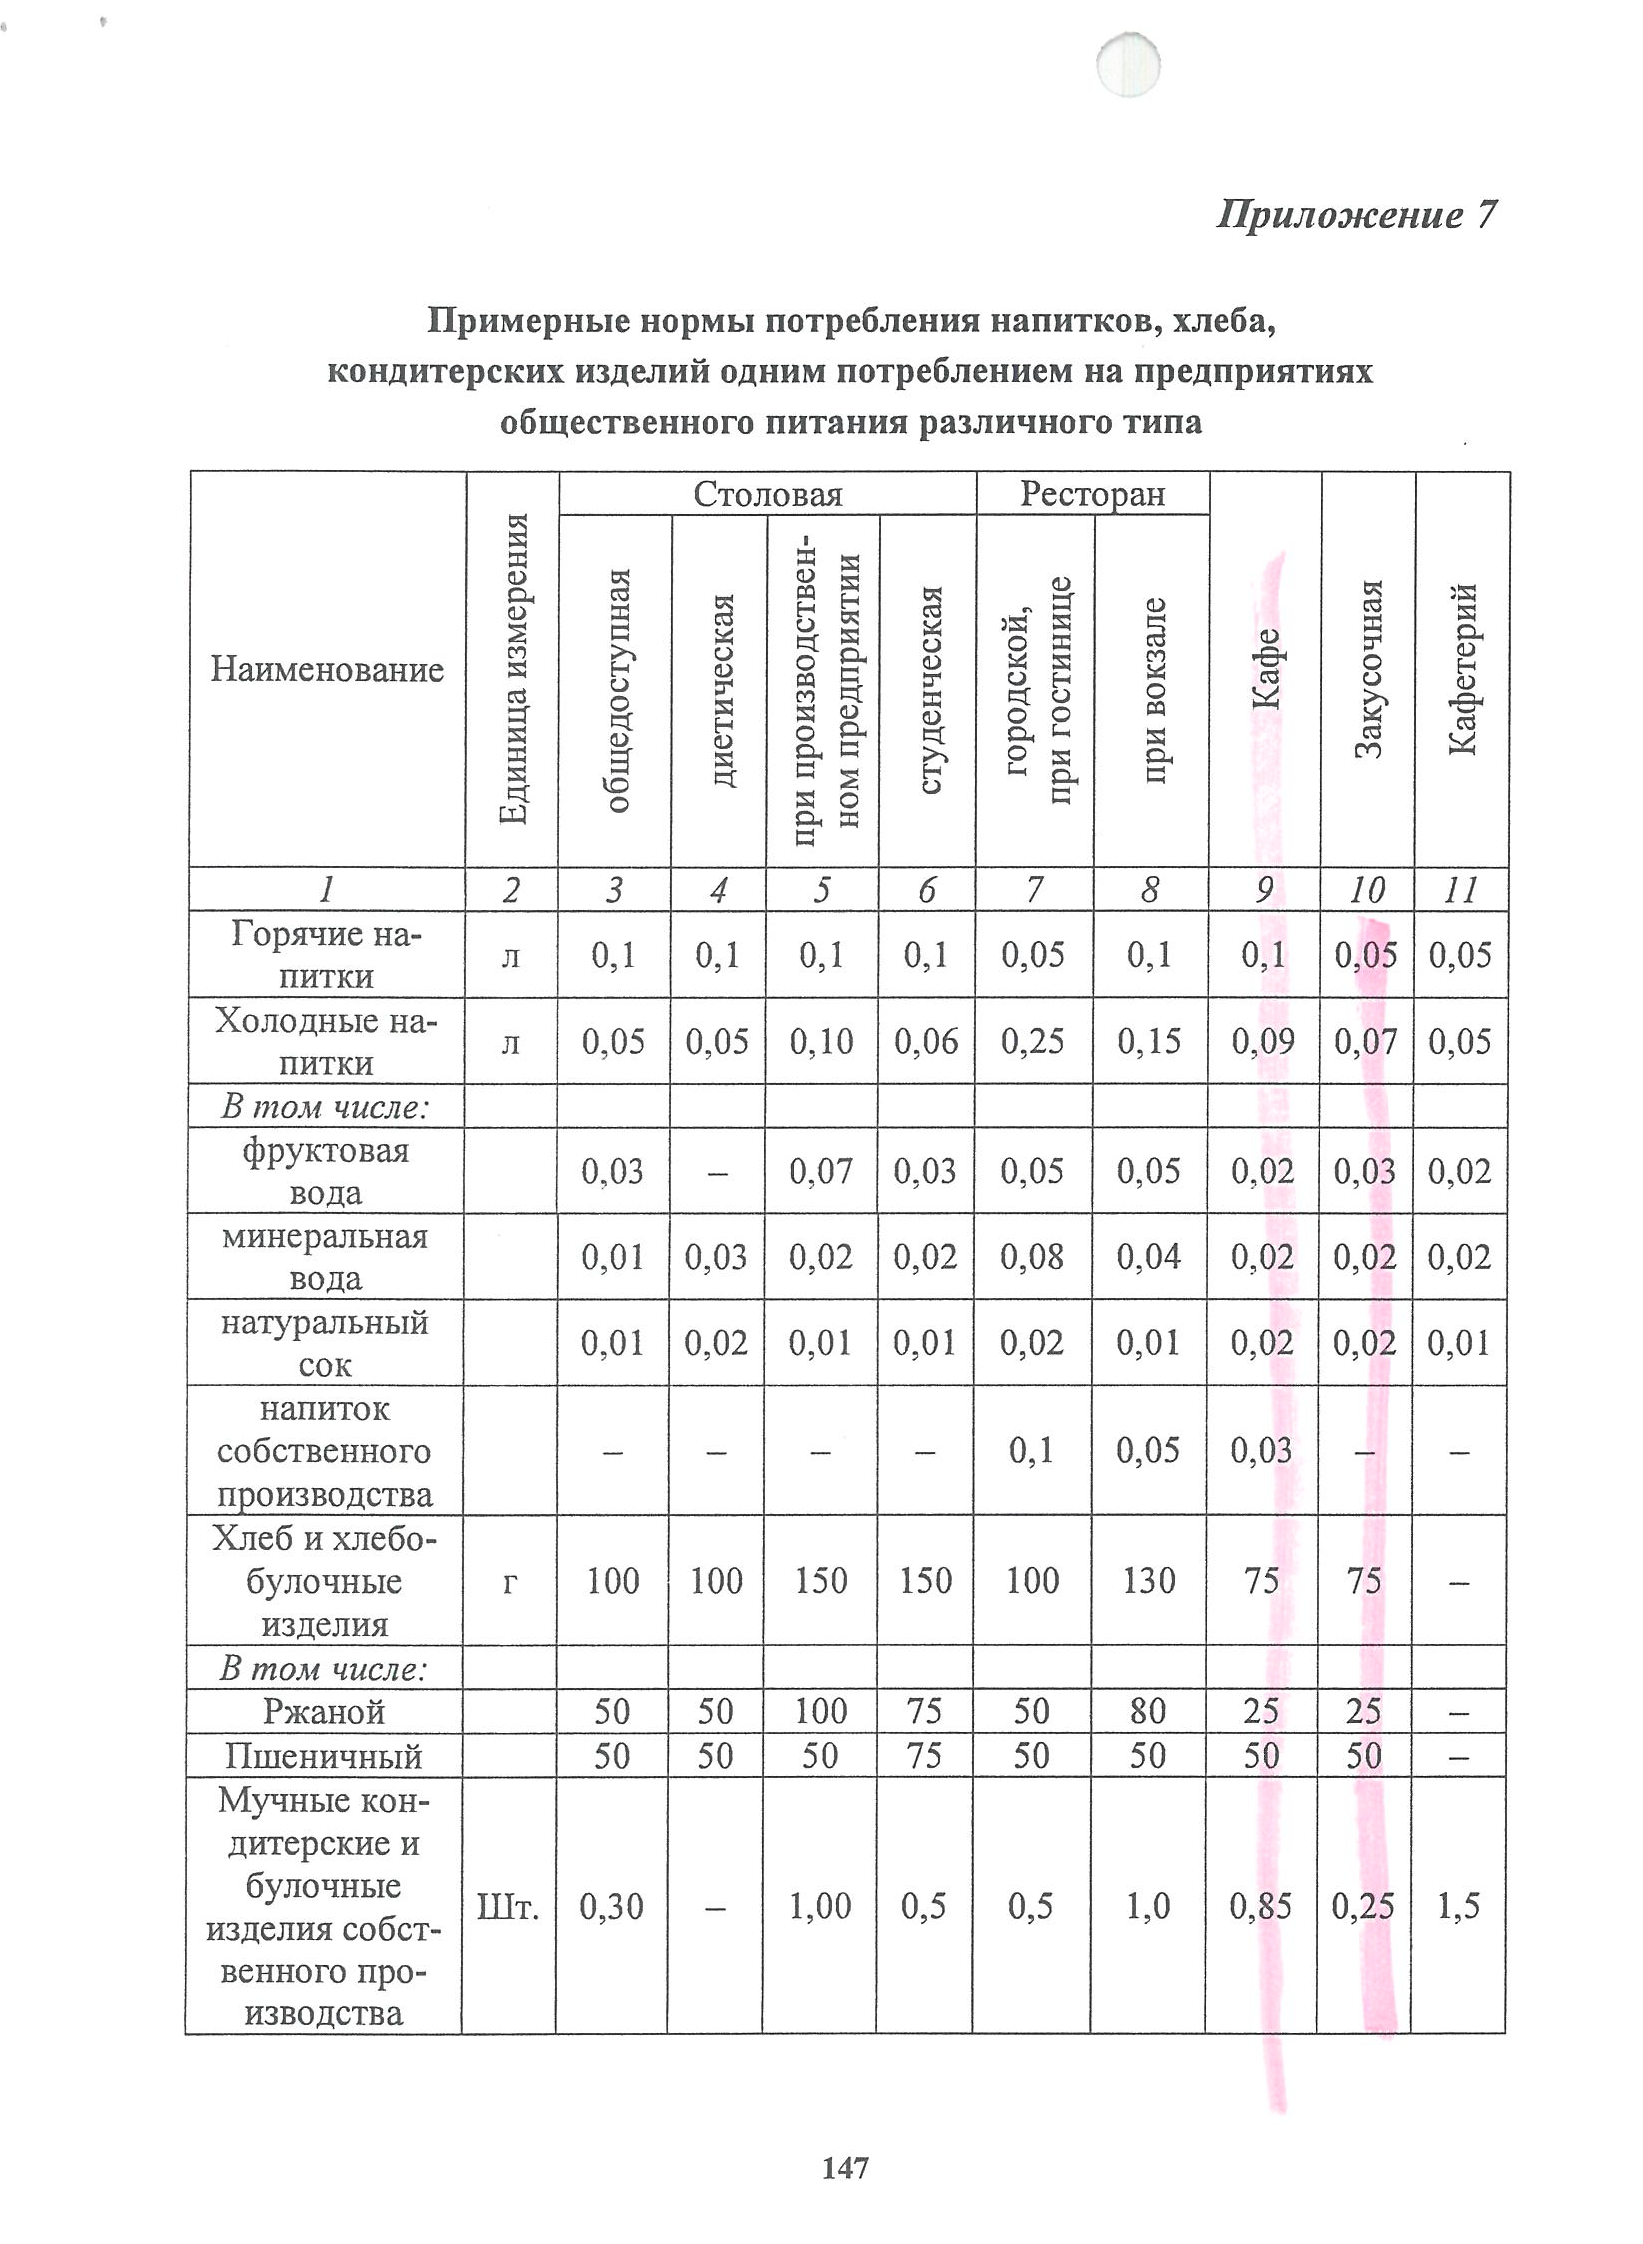 Приложение 7
Примерные нормы потребления напитков, хлеба,
кондитерских изделий одним потреблением на предприятиях
общественного питания различного типа
Наименование
Единица измерения
Столовая
Ресторан
общедоступная
диетическая
при производствен-
ном предприятии
студенческая
городской,
при гостинице
при вокзале
Кафе
Закусочная
Кафетерий
1 2 3 4 5 6 7 8 9 10 11
Горячие на-
питки
л 0,1 0,1 0,1 0,1 0,05 0,1 0,1 0,05 0,05
Холодные на-
питки
л 0,05 0,05 0,10 0,06 0,25 0,15 0,09 0,07 0,05
В том числе:
фруктовая
вода
0,03 – 0,07 0,03 0,05 0,05 0,02 0,03 0,02
минеральная
вода
0,01 0,03 0,02 0,02 0,08 0,04 0,02 0,02 0,02
натуральный
сок
0,01 0,02 0,01 0,01 0,02 0,01 0,02 0,02 0,01
напиток
собственного
производства
– – – – 0,1 0,05 0,03 – –
Хлеб и хлебо-
булочные
изделия
г 100 100 150 150 100 130 75 75 –
В том числе:
Ржаной 50 50 100 75 50 80 25 25 –
Пшеничный 50 50 50 75 50 50 50 50 –
Мучные кон-
дитерские и
булочные
изделия собст-
венного про-
изводства
Шт. 0,30 – 1,00 0,5 0,5 1,0 0,85 0,25 1,5
147